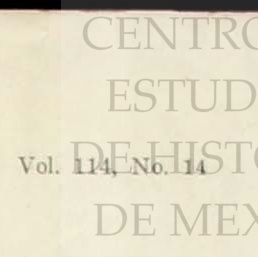 CENTRO
ESTUD
DE HISTO
Vol. 114, No. 14
DE MEX